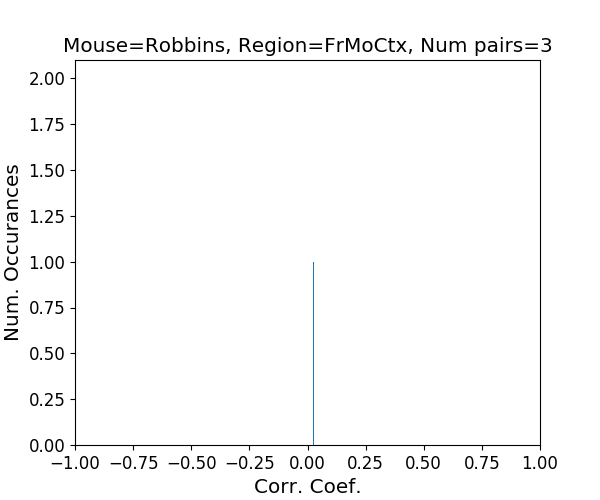 Mouse=Robbins, Region=FrMoCtx, Num pairs=3
2.00
1.75
1.50
1.25
1.00
0.75
0.50
0.25
0.00
Num. Occurances
−1.00 −0.75 −0.50 −0.25 0.00 0.25 0.50 0.75 1.00
Corr. Coef.